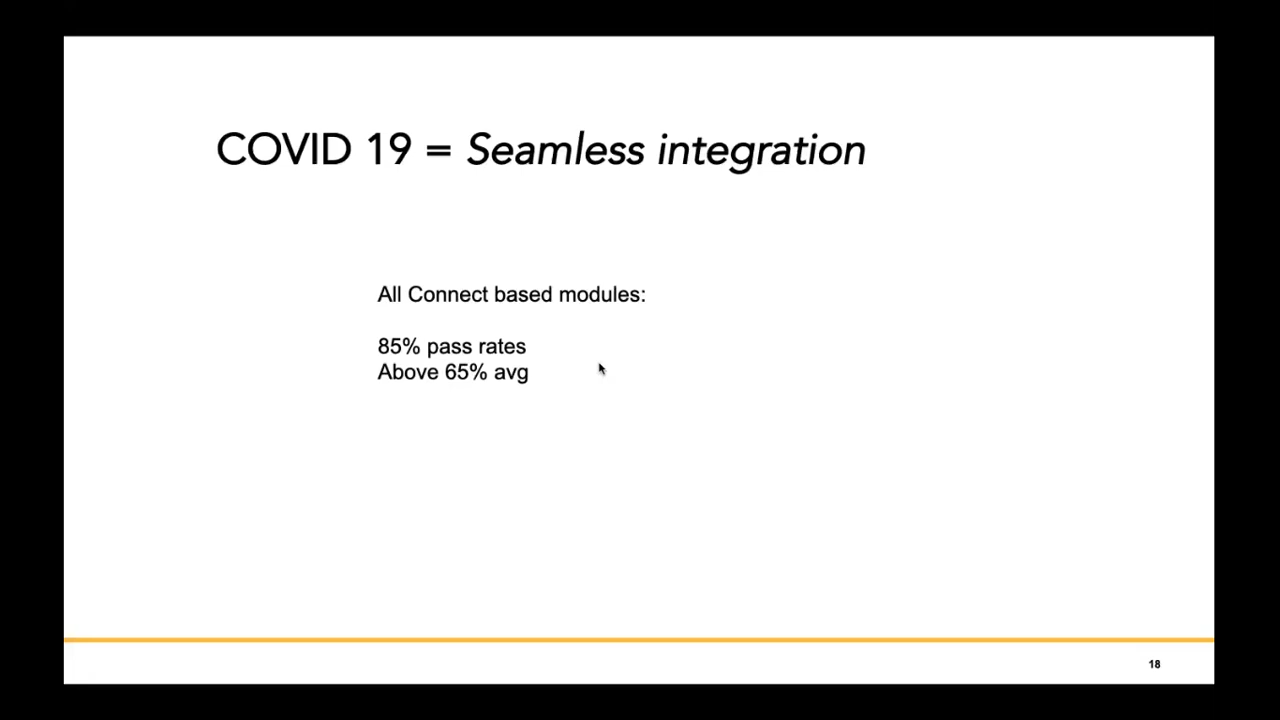 COVID 19 = Seamless integration
All Connect based modules:
85% pass rates
Above 65% avg
18